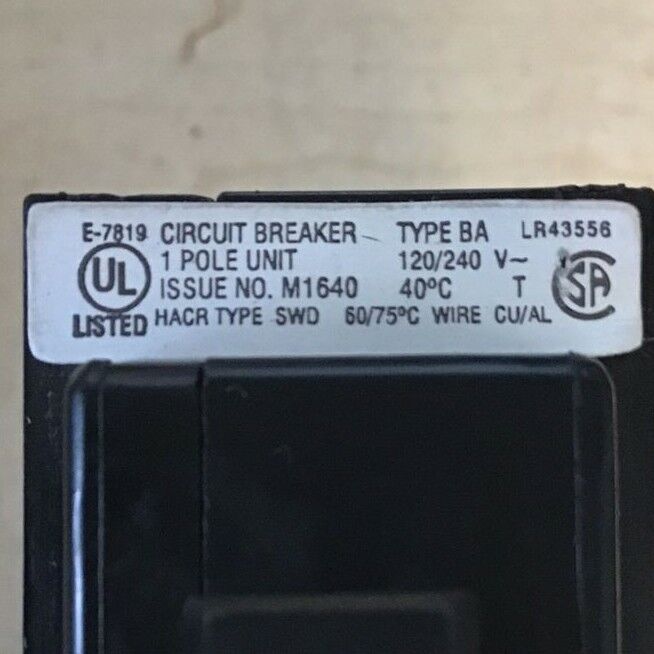 E-7819 CIRCUIT BREAKER TYPE BA LR43556
UL 1 POLE UNIT 120/240 V~
ISSUE NO. M1640 40°C T SA
LISTED HACR TYPE SWD 60/75°C WIRE CU/AL